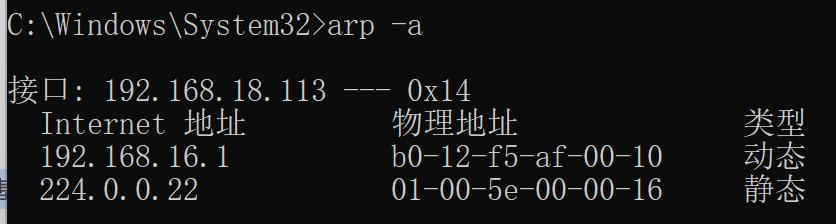 C:\Windows\System32>arp -a
接口: 192.168.18.113 --- 0x14
Internet 地址 物理地址 类型
192.168.16.1 b0-12-f5-af-00-10 动态
224.0.0.22 01-00-5e-00-00-16 静态